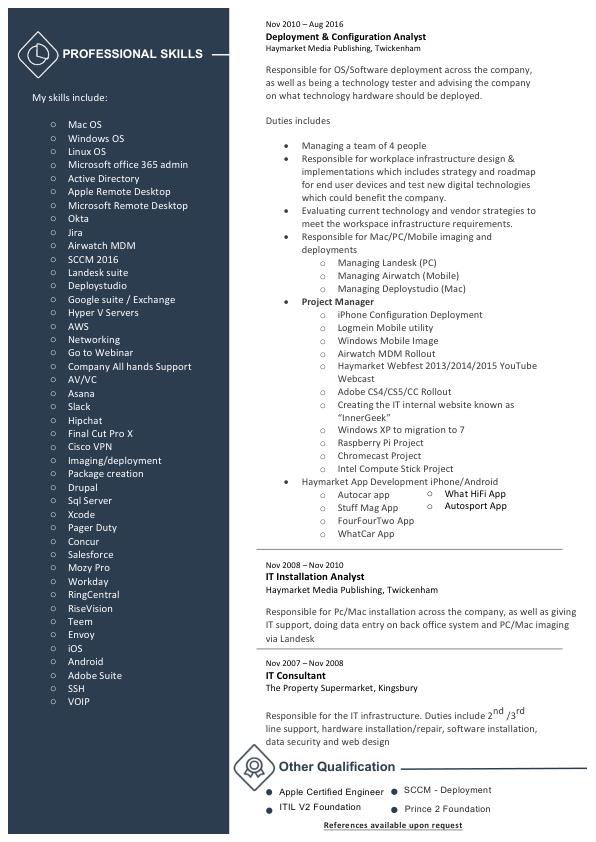 PROFESSIONAL SKILLS
My skills include:
○ Mac OS
○ Windows OS
○ Linux OS
○ Microsoft office 365 admin
○ Active Directory
○ Apple Remote Desktop
○ Microsoft Remote Desktop
○ Okta
○ Jira
○ Airwatch MDM
○ SCCM 2016
○ Landesk suite
○ Deploystudio
○ Google suite / Exchange
○ Hyper V Servers
○ AWS
○ Networking
○ Go to Webinar
○ Company All hands Support
○ AV/VC
○ Asana
○ Slack
○ Hipchat
○ Final Cut Pro X
○ Cisco VPN
○ Imaging/deployment
○ Package creation
○ Drupal
○ Sql Server
○ Xcode
○ Pager Duty
○ Concur
○ Salesforce
○ Mozy Pro
○ Workday
○ RingCentral
○ RiseVision
○ Teem
○ Envoy
○ iOS
○ Android
○ Adobe Suite
○ SSH
○ VOIP
Nov 2010 – Aug 2016
Deployment & Configuration Analyst
Haymarket Media Publishing, Twickenham
Responsible for OS/Software deployment across the company,
as well as being a technology tester and advising the company
on what technology hardware should be deployed.
Duties includes
• Managing a team of 4 people
• Responsible for workplace infrastructure design &
implementations which includes strategy and roadmap
for end user devices and test new digital technologies
which could benefit the company.
• Evaluating current technology and vendor strategies to
meet the workspace infrastructure requirements.
• Responsible for Mac/PC/Mobile imaging and
deployments
○ Managing Landesk (PC)
○ Managing Airwatch (Mobile)
○ Managing Deploystudio (Mac)
• Project Manager
○ iPhone Configuration Deployment
○ Logmein Mobile utility
○ Windows Mobile Image
○ Airwatch MDM Rollout
○ Haymarket Webfest 2013/2014/2015 YouTube
Webcast
○ Adobe CS4/CS5/CC Rollout
○ Creating the IT internal website known as
“InnerGeek”
○ Windows XP to migration to 7
○ Raspberry Pi Project
○ Chromecast Project
○ Intel Compute Stick Project
• Haymarket App Development iPhone/Android
○ Autocar app
○ Stuff Mag App
○ FourFourTwo App
○ WhatCar App
○ What HiFi App
○ Autosport App
Nov 2008 – Nov 2010
IT Installation Analyst
Haymarket Media Publishing, Twickenham
Responsible for Pc/Mac installation across the company, as well as giving
IT support, doing data entry on back office system and PC/Mac imaging
via Landesk
Nov 2007 – Nov 2008
IT Consultant
The Property Supermarket, Kingsbury
Responsible for the IT infrastructure. Duties include 2nd /3rd
line support, hardware installation/repair, software installation,
data security and web design
Other Qualification
• Apple Certified Engineer • SCCM - Deployment
• ITIL V2 Foundation • Prince 2 Foundation
References available upon request